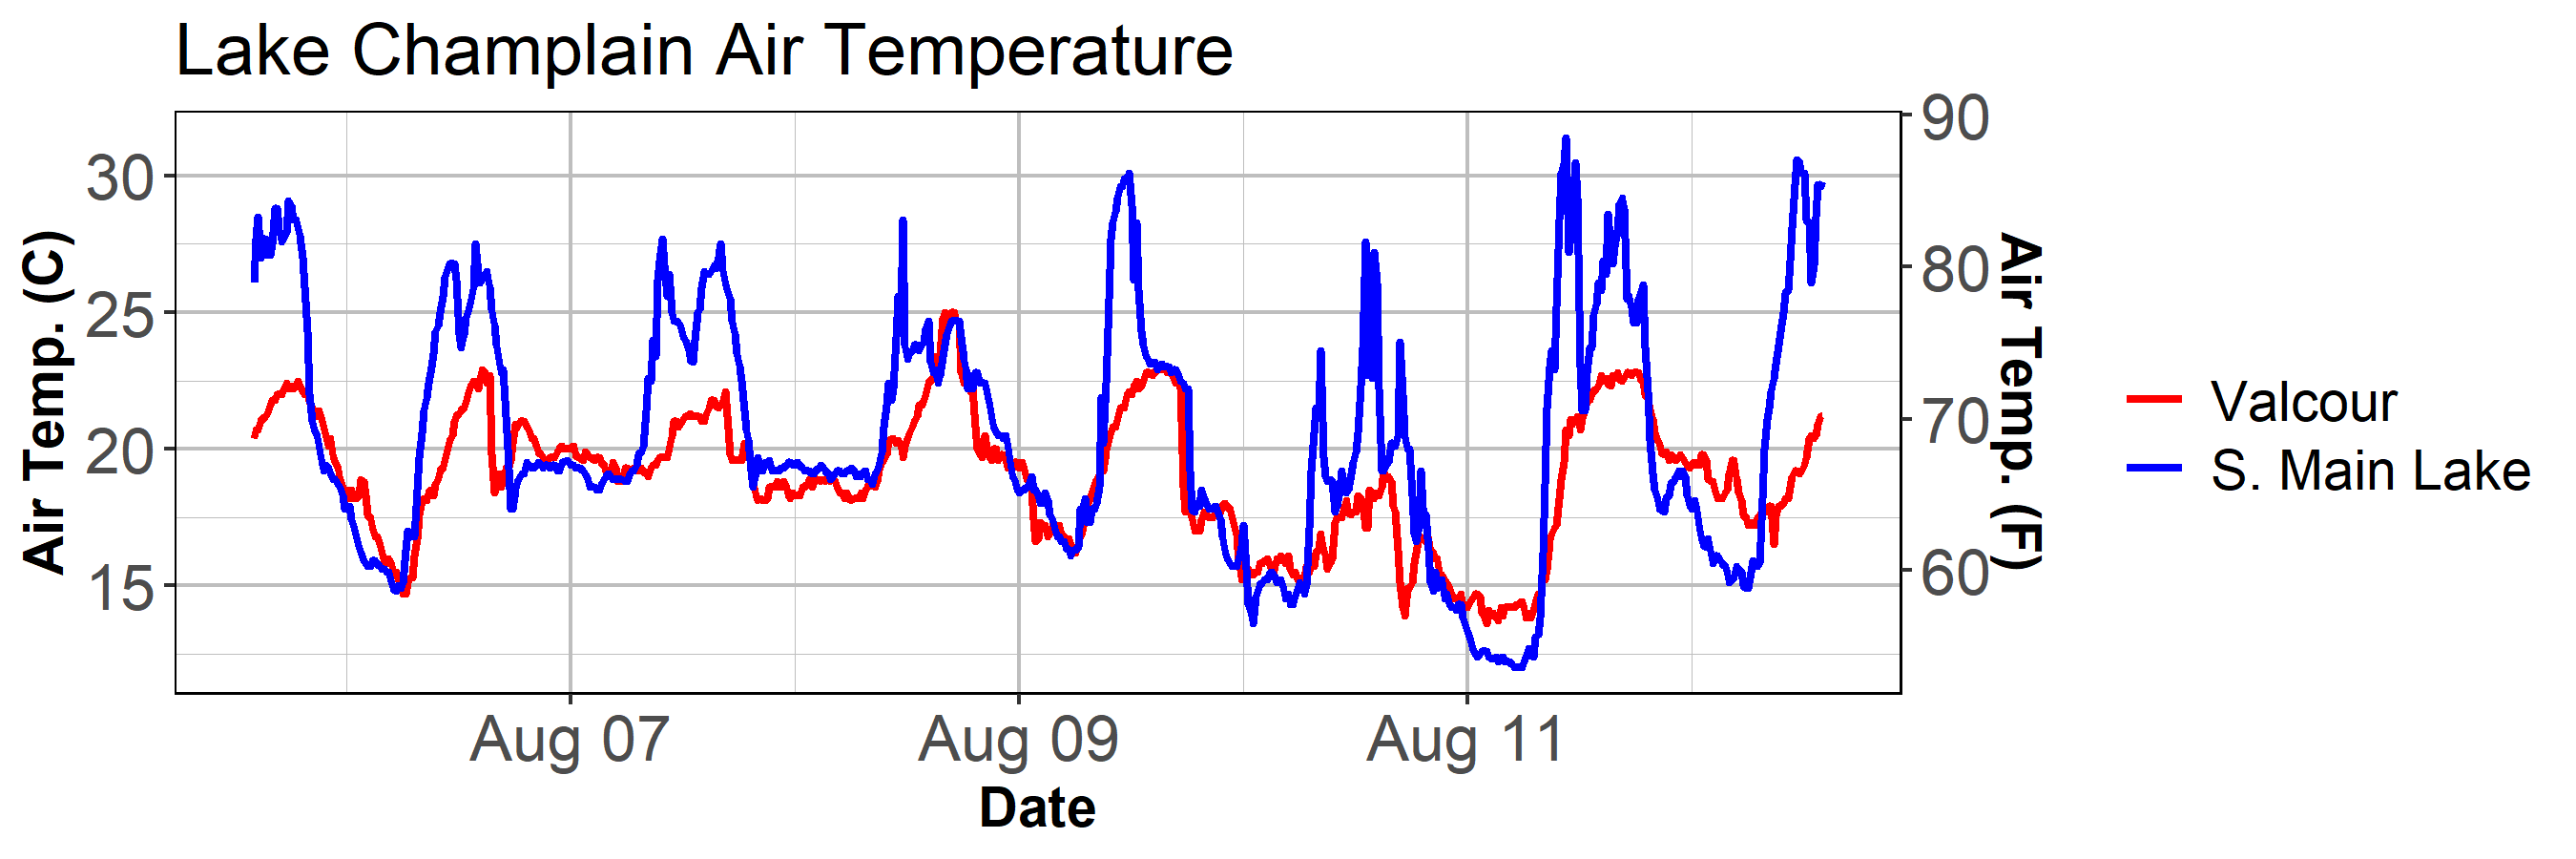 Lake Champlain Air Temperature
Air Temp. (C)
30
25
20
15
90
80
70
60
Air Temp. (F)
Aug 07
Aug 09
Aug 11
Date
Valcour
S. Main Lake